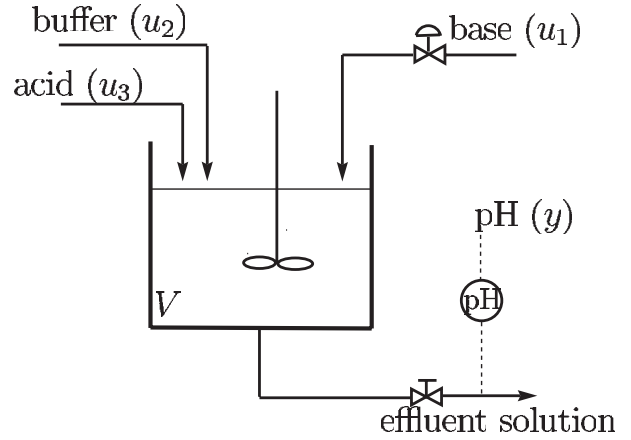 buffer (u₂)
base (u₁)
acid (u₃)
pH (y)
pH
V
effluent solution